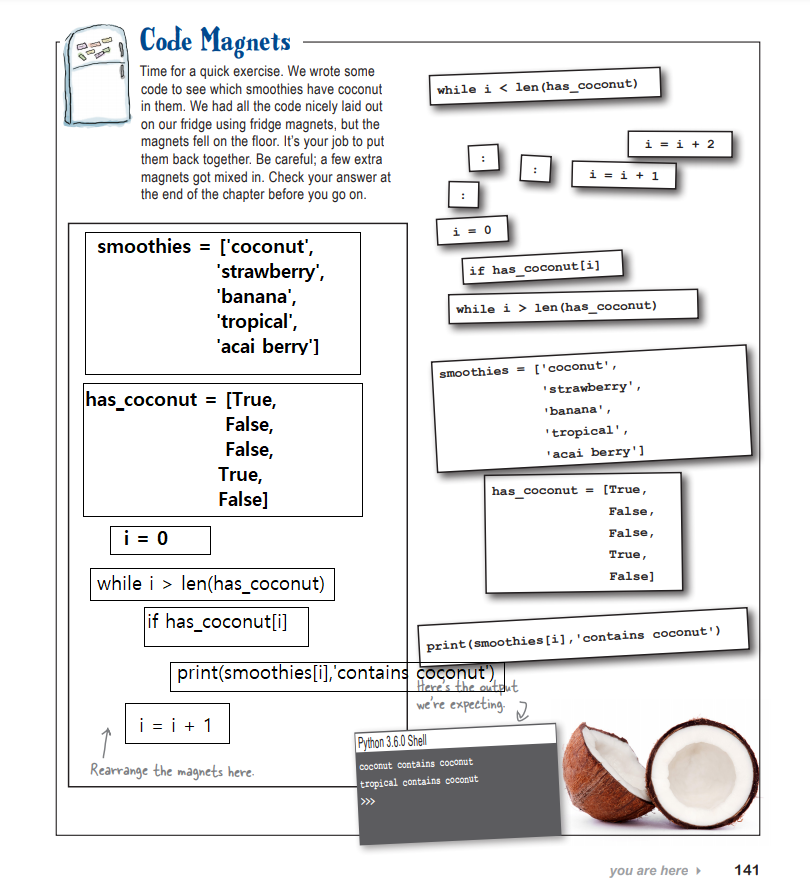 Code Magnets
Time for a quick exercise. We wrote some
code to see which smoothies have coconut
in them. We had all the code nicely laid out
on our fridge using fridge magnets, but the
magnets fell on the floor. It's your job to put
them back together. Be careful; a few extra
magnets got mixed in. Check your answer at
the end of the chapter before you go on.
smoothies = ['coconut',
'strawberry',
'banana',
'tropical',
'acai berry']
has_coconut = [True,
False,
False,
True,
False]
i = 0
while i > len(has_coconut)
if has_coconut[i]
print(smoothies[i],'contains coconut')
i = i + 1
Rearrange the magnets here.
while i < len(has_coconut)
i = i + 2
:
:
i = i + 1
:
i = 0
if has_coconut[i]
while i > len(has_coconut)
smoothies = ['coconut',
'strawberry',
'banana',
'tropical',
'acai berry']
has_coconut = [True,
False,
False,
True,
False]
print(smoothies[i],'contains coconut')
Here's the output
we're expecting.
Python 3.6.0 Shell
coconut contains coconut
tropical contains coconut
>>>
you are here ▸ 141